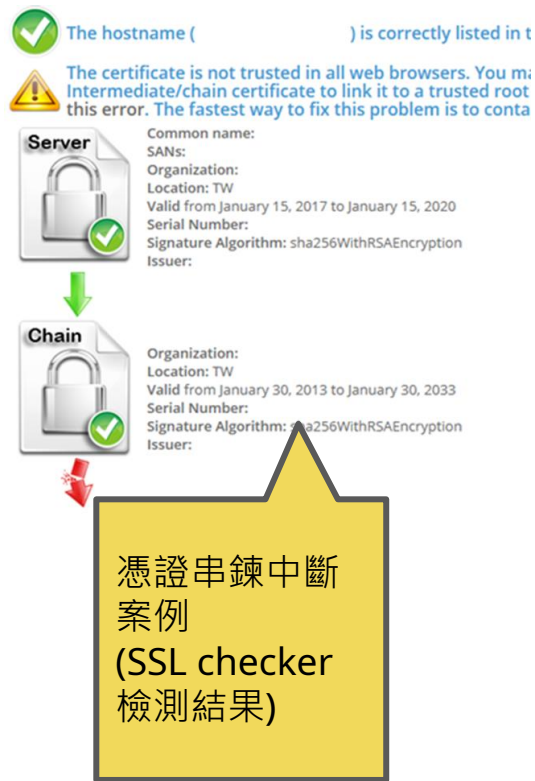 The hostname ( ) is correctly listed in t
The certificate is not trusted in all web browsers. You ma
Intermediate/chain certificate to link it to a trusted root
this error. The fastest way to fix this problem is to conta
Server
Common name:
SANs:
Organization:
Location: TW
Valid from January 15, 2017 to January 15, 2020
Serial Number:
Signature Algorithm: sha256WithRSAEncryption
Issuer:
Chain
Organization:
Location: TW
Valid from January 30, 2013 to January 30, 2033
Serial Number:
Signature Algorithm: sha256WithRSAEncryption
Issuer:
憑證串鍊中斷
案例
(SSL checker
檢測結果)